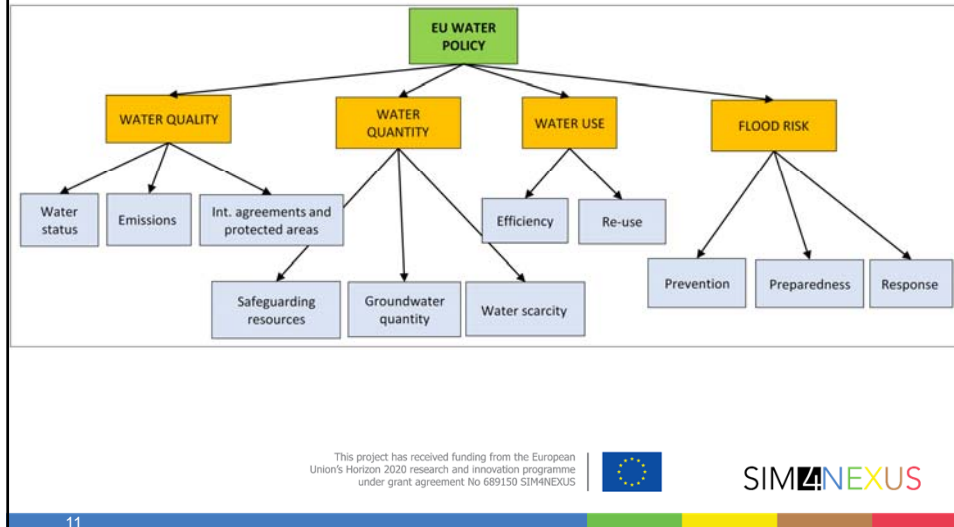 EU WATER
POLICY
WATER QUALITY
WATER
QUANTITY
WATER USE
FLOOD RISK
Water
status
Emissions
Int. agreements and
protected areas
Efficiency
Re-use
Safeguarding
resources
Groundwater
quantity
Water scarcity
Prevention
Preparedness
Response
This project has received funding from the European
Union's Horizon 2020 research and innovation programme
under grant agreement No 689150 SIM4NEXUS
SIM4NEXUS
11